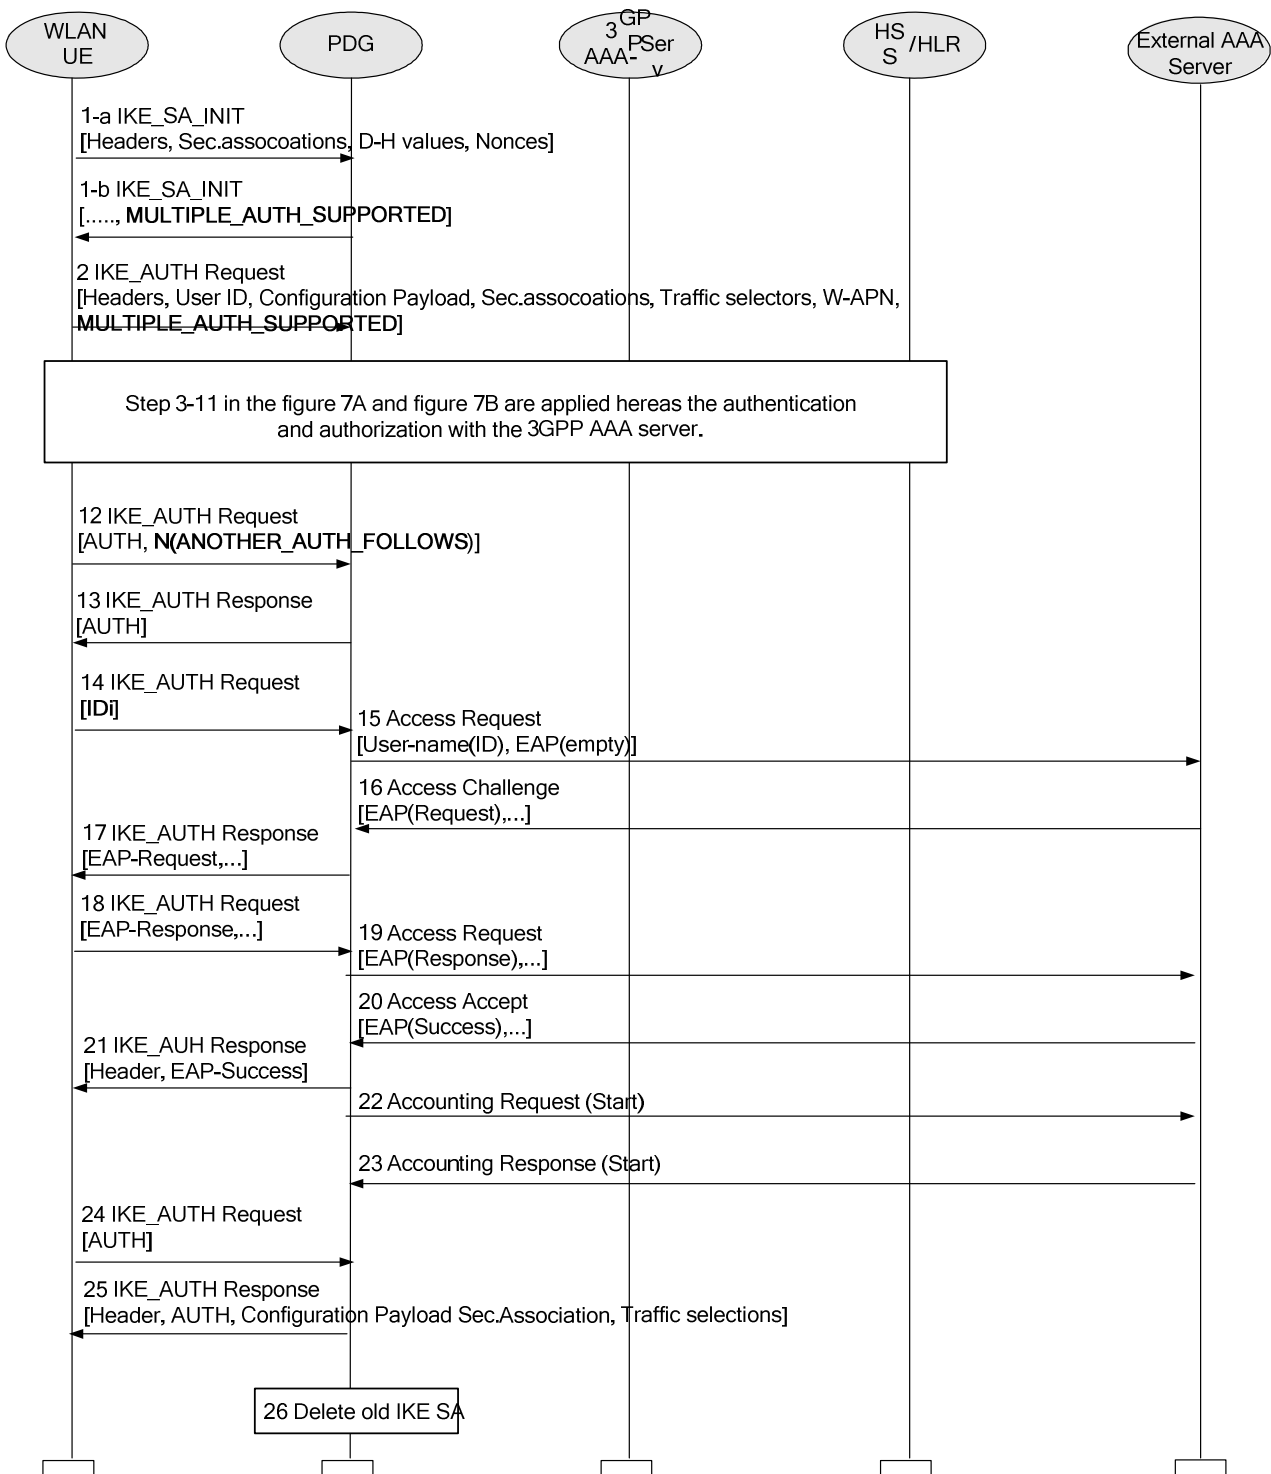 WLAN
UE
PDG
3GPP
AAA-Serv
HSS/HLR
External AAA
Server
1-a IKE_SA_INIT
[Headers, Sec.assocoations, D-H values, Nonces]
1-b IKE_SA_INIT
[....., MULTIPLE_AUTH_SUPPORTED]
2 IKE_AUTH Request
[Headers, User ID, Configuration Payload, Sec.assocoations, Traffic selectors, W-APN,
MULTIPLE_AUTH_SUPPORTED]
Step 3-11 in the figure 7A and figure 7B are applied hereas the authentication
and authorization with the 3GPP AAA server.
12 IKE_AUTH Request
[AUTH, N(ANOTHER_AUTH_FOLLOWS)]
13 IKE_AUTH Response
[AUTH]
14 IKE_AUTH Request
[IDi]
15 Access Request
[User-name(ID), EAP(empty)]
16 Access Challenge
[EAP(Request),...]
17 IKE_AUTH Response
[EAP-Request,...]
18 IKE_AUTH Request
[EAP-Response,...]
19 Access Request
[EAP(Response),...]
20 Access Accept
[EAP(Success),...]
21 IKE_AUH Response
[Header, EAP-Success]
22 Accounting Request (Start)
23 Accounting Response (Start)
24 IKE_AUTH Request
[AUTH]
25 IKE_AUTH Response
[Header, AUTH, Configuration Payload Sec.Association, Traffic selections]
26 Delete old IKE SA